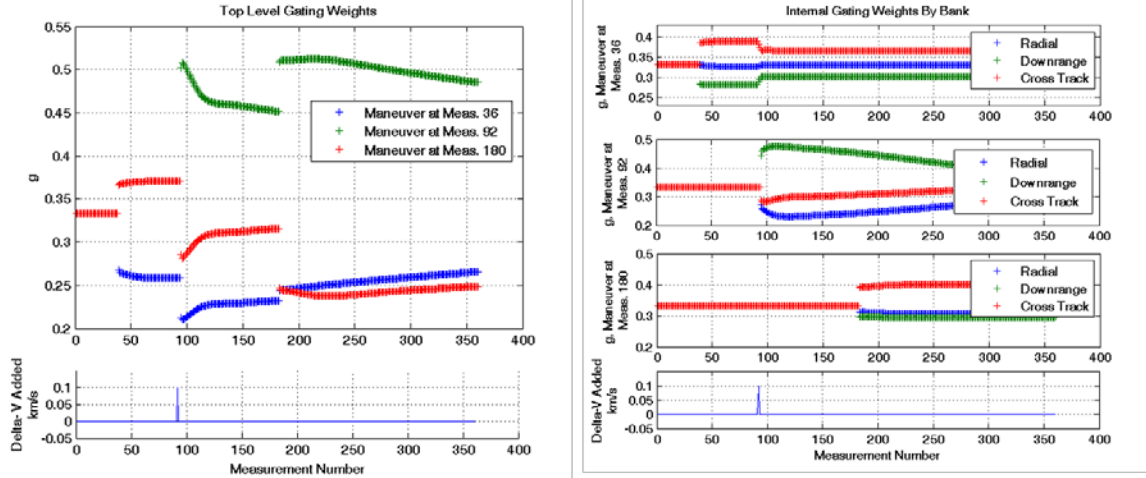 Top Level Gating Weights
0.55
0.5
0.45
0.4
0.35
0.3
0.25
0.2
g
Maneuver at Meas. 36
Maneuver at Meas. 92
Maneuver at Meas. 180
0 50 100 150 200 250 300 350 400
Delta-V Added
km/s
0.1
0.05
0
-0.05
0 50 100 150 200 250 300 350 400
Measurement Number
Internal Gating Weights By Bank
g, Maneuver at
Meas. 36
0.4
0.35
0.3
0.25
Radial
Downrange
Cross Track
0 50 100 150 200 250 300 350 400
g, Maneuver at
Meas. 92
0.5
0.4
0.3
0.2
Radial
Downrange
Cross Track
0 50 100 150 200 250 300 350 400
g, Maneuver at
Meas. 180
0.5
0.4
0.3
0.2
Radial
Downrange
Cross Track
0 50 100 150 200 250 300 350 400
Delta-V Added
km/s
0.1
0.05
0
-0.05
0 50 100 150 200 250 300 350 400
Measurement Number